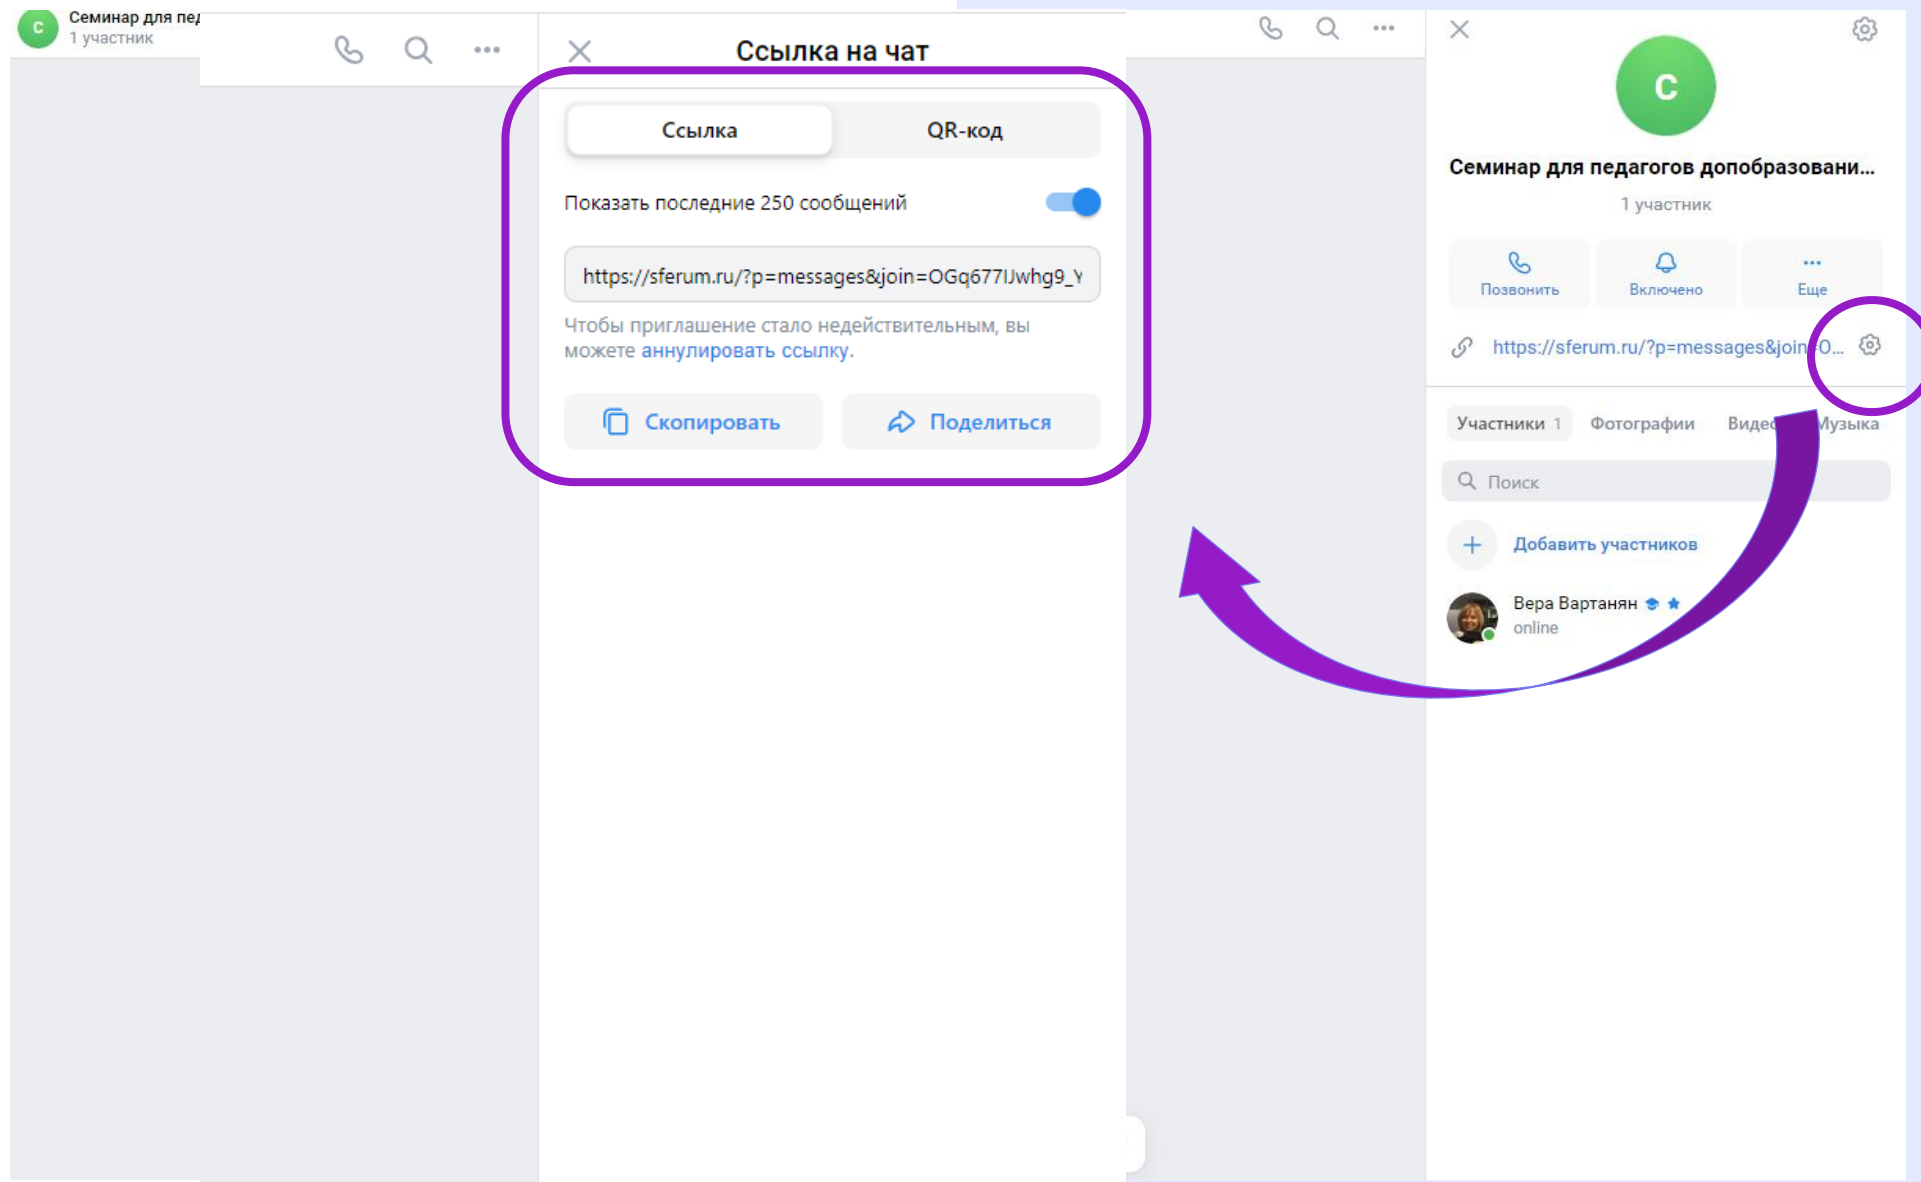 С
Семинар для пед
1 участник
Ссылка на чат
Ссылка
QR-код
Показать последние 250 сообщений
https://sferum.ru/?p=messages&join=OGq677IJwhg9_Y
Чтобы приглашение стало недействительным, вы
можете аннулировать ссылку.
Скопировать
Поделиться
С
Семинар для педагогов допобразовани...
1 участник
Позвонить
Включено
Еще
https://sferum.ru/?p=messages&join=O...
Участники 1
Фотографии
Видео
Музыка
Поиск
Добавить участников
Вера Вартанян
online